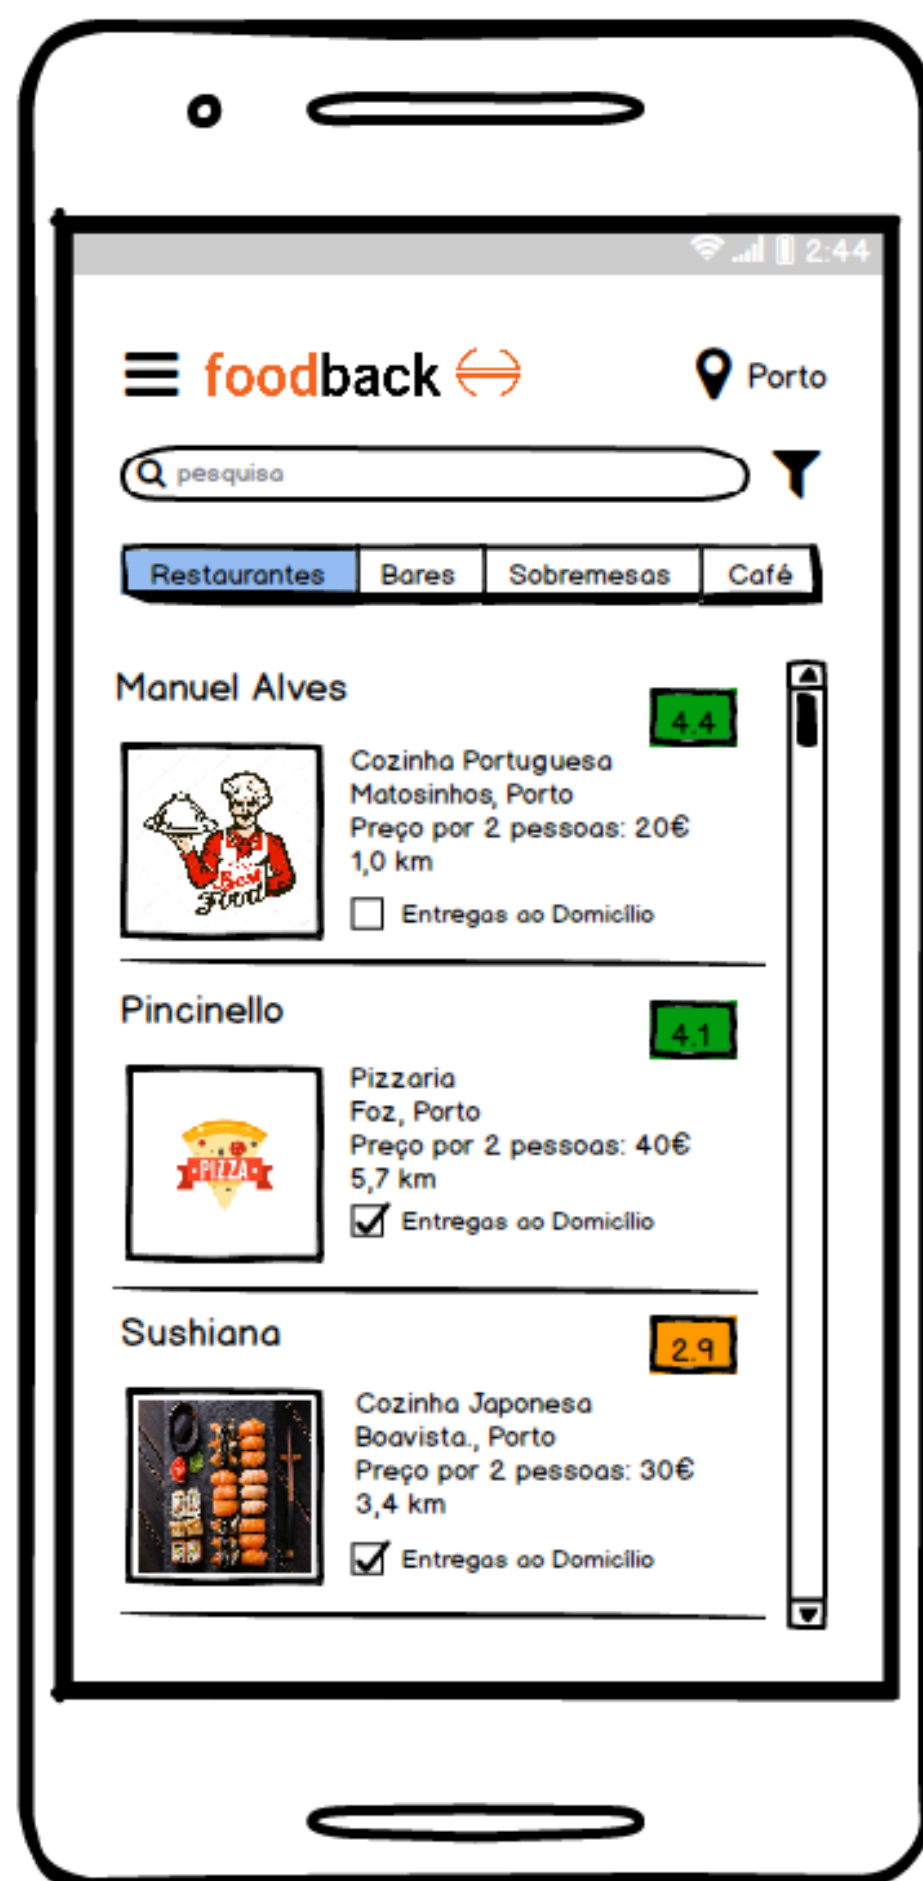 2:44
foodback
Porto
pesquisa
Restaurantes Bares Sobremesas Café
Manuel Alves
4.4
Cozinha Portuguesa
Matosinhos, Porto
Preço por 2 pessoas: 20€
1,0 km
Best
Food
Entregas ao Domicílio
Pincinello
4.1
Pizzaria
Foz, Porto
Preço por 2 pessoas: 40€
PIZZA
5,7 km
Entregas ao Domicílio
Sushiana
2.9
Cozinha Japonesa
Boavista., Porto
Preço por 2 pessoas: 30€
3,4 km
Entregas ao Domicílio